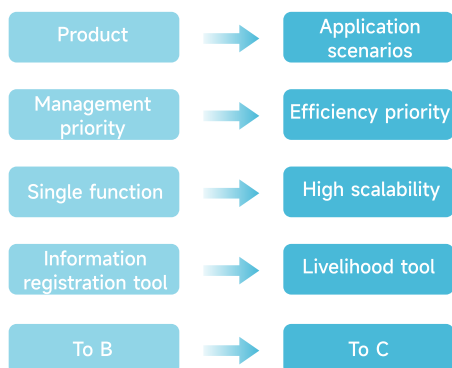 Product
Application
scenarios
Management
priority
Efficiency priority
Single function
High scalability
Information
registration tool
Livelihood tool
To B
To C